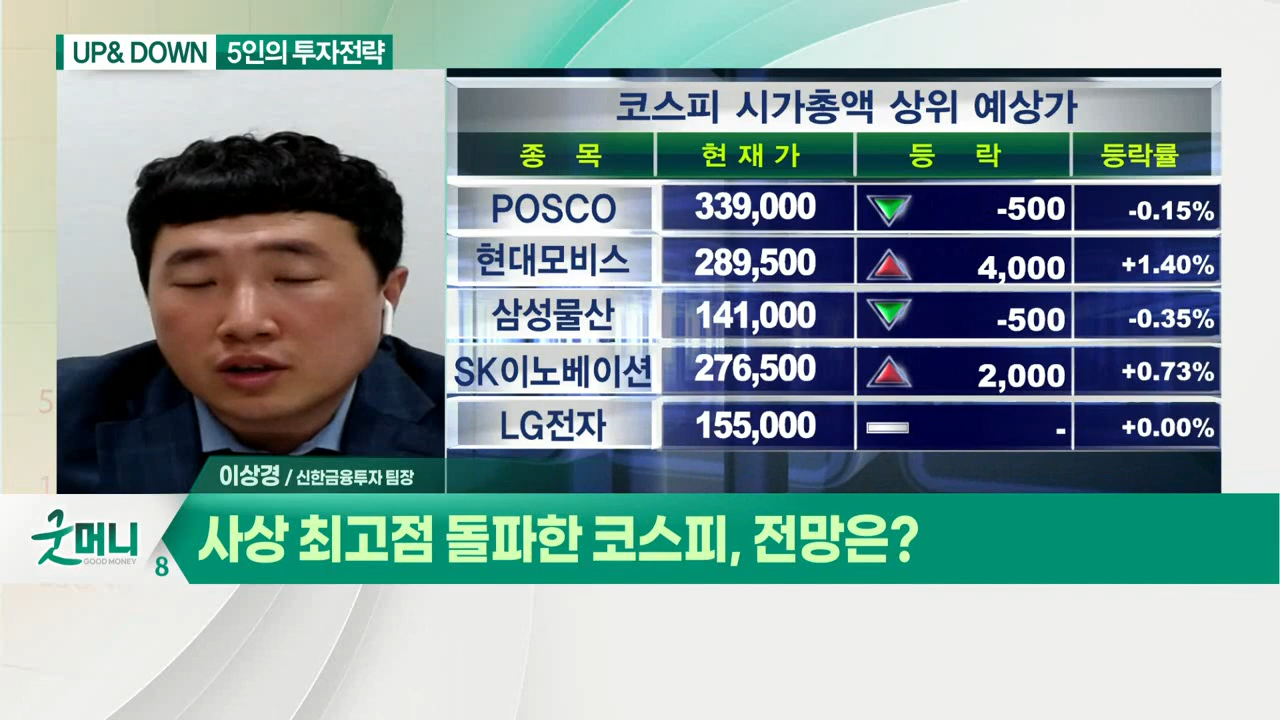 UP& DOWN 5인의 투자전략
코스피 시가총액 상위 예상가
종 목 현 재 가 등 락 등락률
POSCO 339,000 -500 -0.15%
현대모비스 289,500 4,000 +1.40%
삼성물산 141,000 -500 -0.35%
SK이노베이션 276,500 2,000 +0.73%
LG전자 155,000 - +0.00%
5
1
이상경 / 신한금융투자 팀장
굿머니
GOOD MONEY
8
사상 최고점 돌파한 코스피, 전망은?